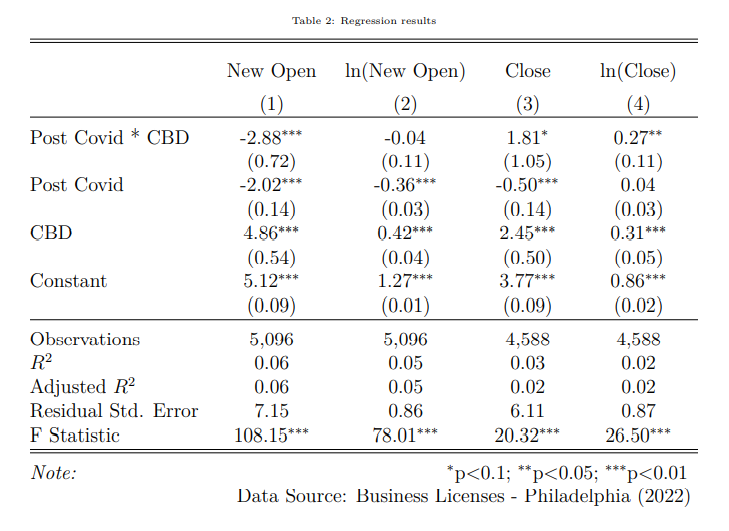 Table 2: Regression results
New Open ln(New Open) Close ln(Close)
(1) (2) (3) (4)
Post Covid * CBD -2.88*** -0.04 1.81* 0.27**
(0.72) (0.11) (1.05) (0.11)
Post Covid -2.02*** -0.36*** -0.50*** 0.04
(0.14) (0.03) (0.14) (0.03)
CBD 4.86*** 0.42*** 2.45*** 0.31***
(0.54) (0.04) (0.50) (0.05)
Constant 5.12*** 1.27*** 3.77*** 0.86***
(0.09) (0.01) (0.09) (0.02)
Observations 5,096 5,096 4,588 4,588
R² 0.06 0.05 0.03 0.02
Adjusted R² 0.06 0.05 0.02 0.02
Residual Std. Error 7.15 0.86 6.11 0.87
F Statistic 108.15*** 78.01*** 20.32*** 26.50***
Note: *p<0.1; **p<0.05; ***p<0.01
Data Source: Business Licenses - Philadelphia (2022)